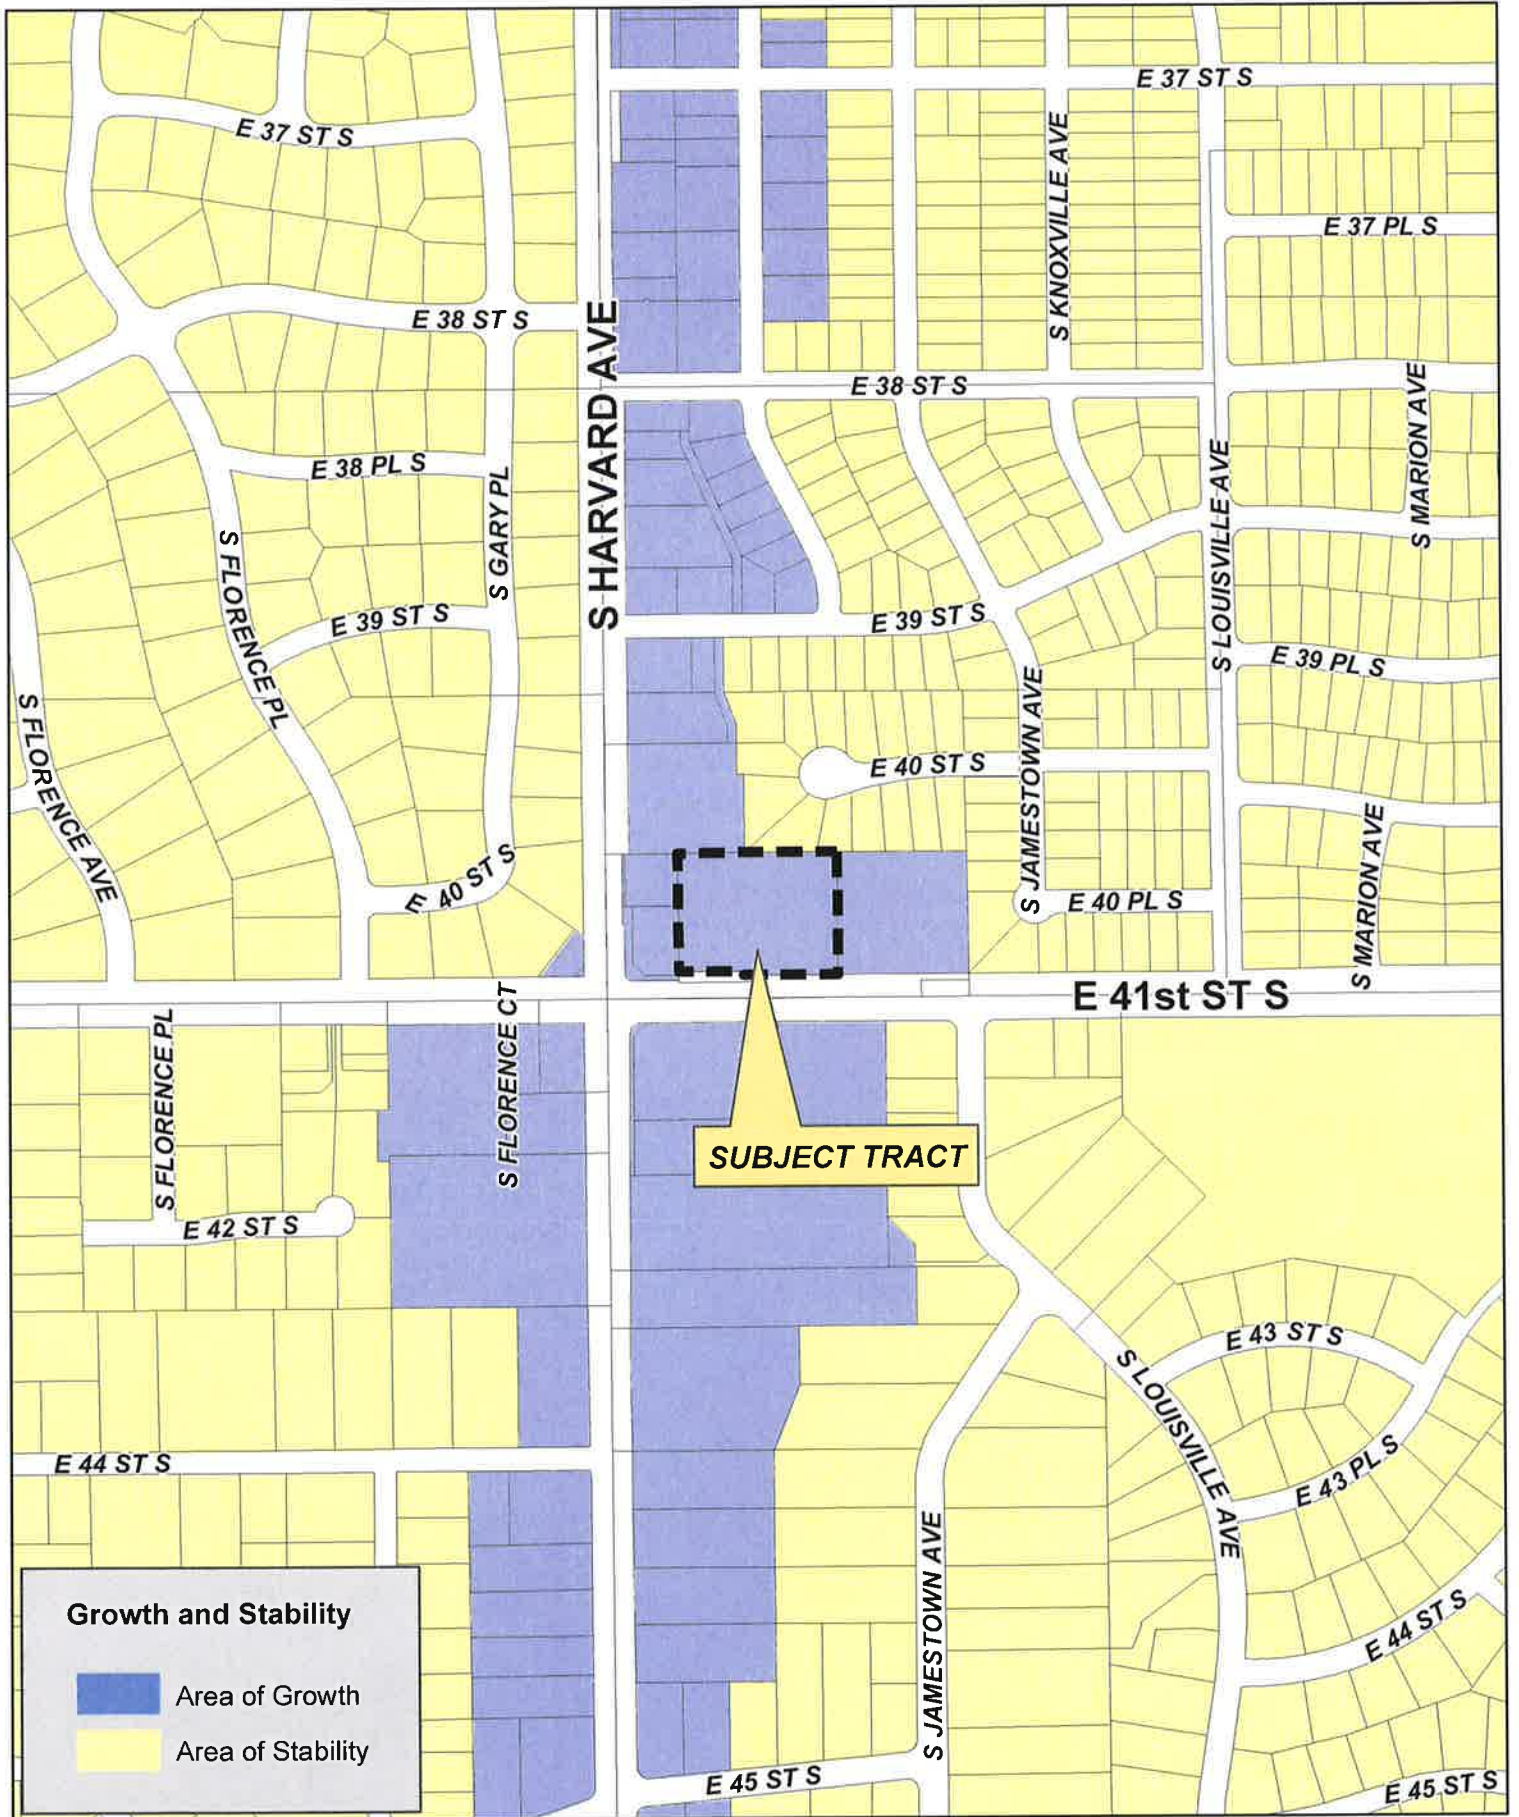 E 37 ST S
E 37 ST S
S KNOXVILLE AVE
E 37 PL S
E 38 ST S
S HARVARD AVE
E 38 ST S
S MARION AVE
E 38 PL S
S GARY PL
S LOUISVILLE AVE
S FLORENCE PL
E 39 ST S
E 39 ST S
E 39 PL S
S FLORENCE AVE
S JAMESTOWN AVE
E 40 ST S
E 40 ST S
E 40 PL S
S MARION AVE
E 41st ST S
S FLORENCE PL
S FLORENCE CT
SUBJECT TRACT
E 42 ST S
E 43 ST S
S LOUISVILLE AVE
E 43 PL S
E 44 ST S
S JAMESTOWN AVE
E 44 ST S
E 45 ST S
E 45 ST S
Growth and Stability
Area of Growth
Area of Stability